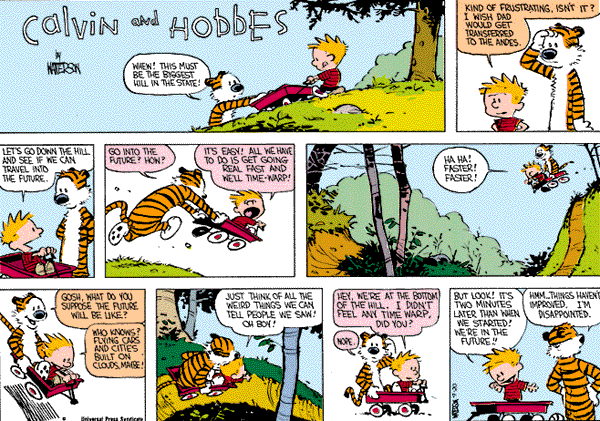 CALVIN and HOBBES
by
WATERSON
WHEW! THIS MUST
BE THE BIGGEST
HILL IN THE STATE!
KIND OF FRUSTRATING, ISN'T IT?
I WISH DAD
WOULD GET
TRANSFERRED
TO THE ANDES.
LET'S GO DOWN THE HILL
AND SEE IF WE CAN
TRAVEL INTO
THE FUTURE.
GO INTO THE
FUTURE? HOW?
IT'S EASY! ALL WE HAVE
TO DO IS GET GOING
REAL FAST AND
WE'LL TIME-WARP!
HA HA!
FASTER!
FASTER!
GOSH, WHAT DO YOU
SUPPOSE THE FUTURE
WILL BE LIKE?
WHO KNOWS?
FLYING CARS
AND CITIES
BUILT ON
CLOUDS, MAYBE!
Universal Press Syndicate
JUST THINK OF ALL THE
WEIRD THINGS WE CAN
TELL PEOPLE WE SAW!
OH BOY!
HEY, WE'RE AT THE BOTTOM
OF THE HILL. I DIDN'T
FEEL ANY TIME WARP,
DID YOU?
NOPE.
BUT LOOK! IT'S
TWO MINUTES
LATER THAN WHEN
WE STARTED!
WE'RE IN THE
FUTURE!!
HMM...THINGS HAVEN'T
IMPROVED. I'M
DISAPPOINTED.